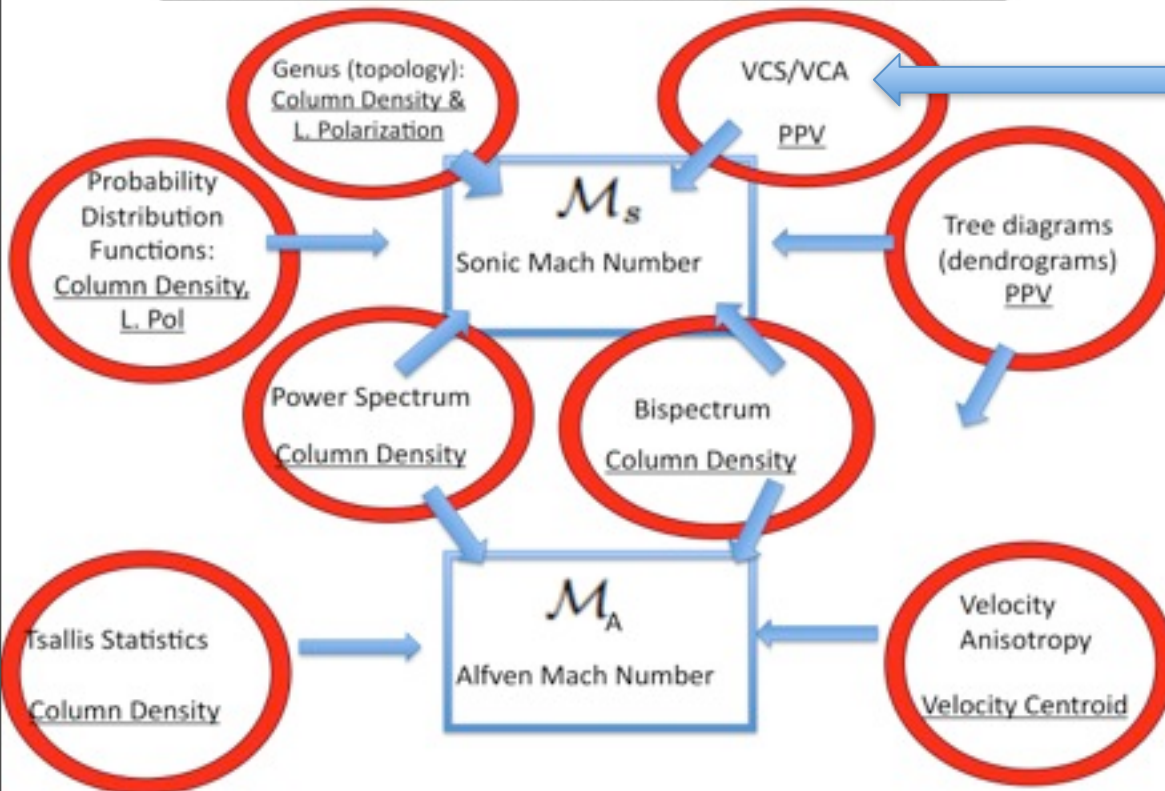 Genus (topology):
Column Density &
L. Polarization
VCS/VCA
PPV
Probability
Distribution
Functions:
Column Density,
L. Pol
ℳs
Sonic Mach Number
Tree diagrams
(dendrograms)
PPV
Power Spectrum
Column Density
Bispectrum
Column Density
Tsallis Statistics
Column Density
ℳA
Alfven Mach Number
Velocity
Anisotropy
Velocity Centroid